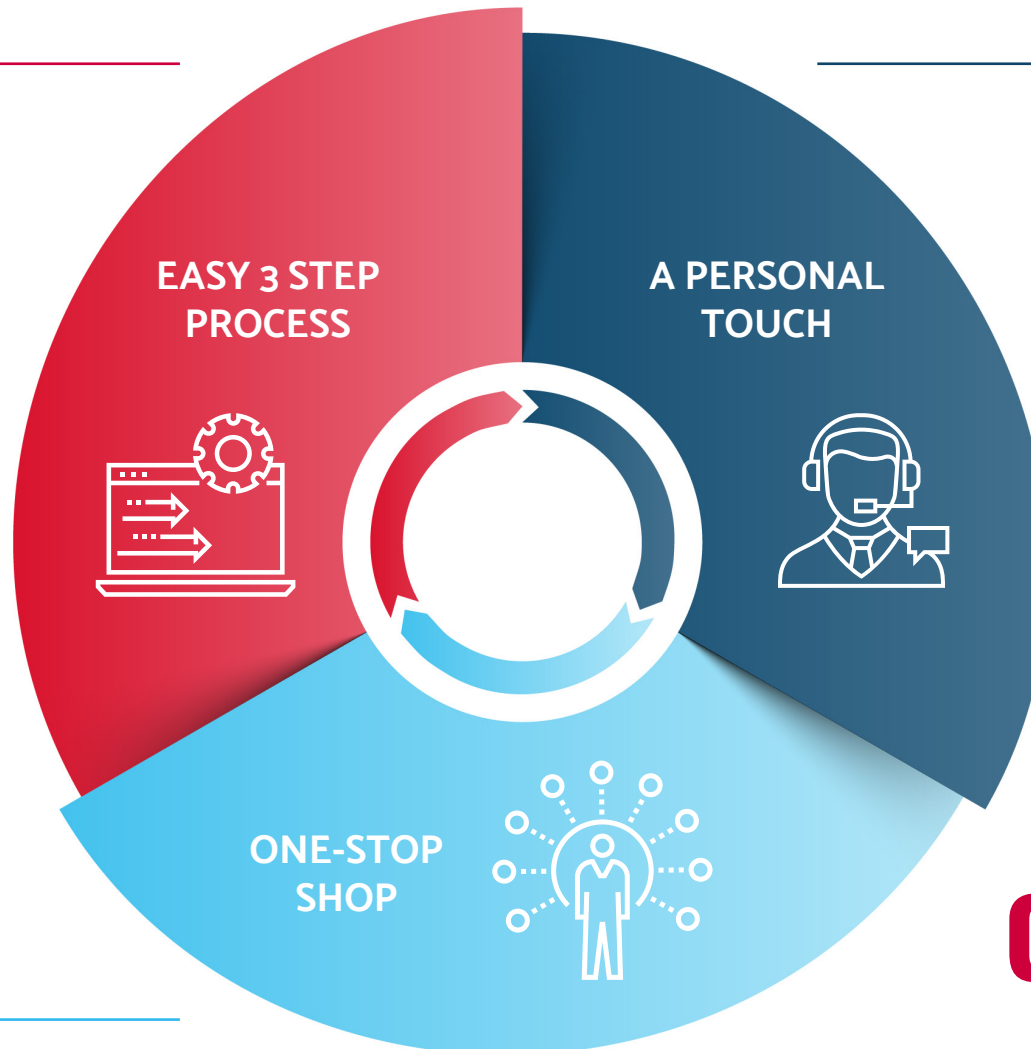 EASY 3 STEP
PROCESS
A PERSONAL
TOUCH
ONE-STOP
SHOP